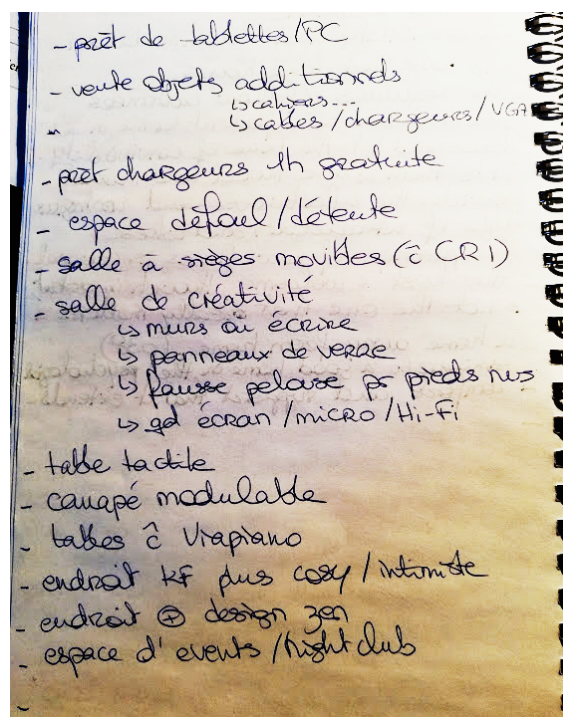 - prêt de tablettes/PC
- vente objets additionnels
↳ cahiers...
↳ cables/chargeurs/VGA
- prêt chargeurs 1h gratuite
- espace défoul/détente
- salle à sièges movibles (c̄ CRI)
- salle de créativité
↳ murs où écrire
↳ panneaux de verre
↳ fausse pelouse pr pieds nus
↳ gd écran/micro/Hi-Fi
- table tactile
- canapé modulable
- tables c̄ Viapiano
- endroit KF plus cosy/intimiste
- endroit ⊕ design zen
- espace d'events/night club